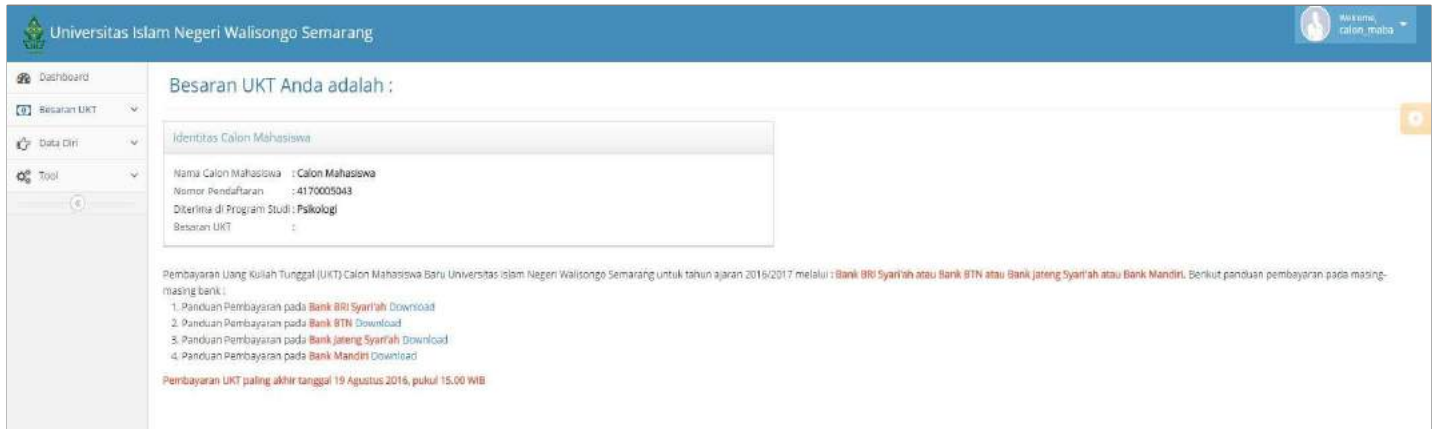 Universitas Islam Negeri Walisongo Semarang
Welcome,
calon_maba
Dashboard
Besaran UKT
Data Diri
Tool
Besaran UKT Anda adalah :
Identitas Calon Mahasiswa
Nama Calon Mahasiswa : Calon Mahasiswa
Nomor Pendaftaran : 4170005043
Diterima di Program Studi : Psikologi
Besaran UKT :
Pembayaran Uang Kuliah Tunggal (UKT) Calon Mahasiswa Baru Universitas Islam Negeri Walisongo Semarang untuk tahun ajaran 2016/2017 melalui : Bank BRI Syari'ah atau Bank BTN atau Bank Jateng Syari'ah atau Bank Mandiri. Berikut panduan pembayaran pada masing-
masing bank :
1. Panduan Pembayaran pada Bank BRI Syari'ah Download
2. Panduan Pembayaran pada Bank BTN Download
3. Panduan Pembayaran pada Bank Jateng Syari'ah Download
4. Panduan Pembayaran pada Bank Mandiri Download
Pembayaran UKT paling akhir tanggal 19 Agustus 2016, pukul 15.00 WIB